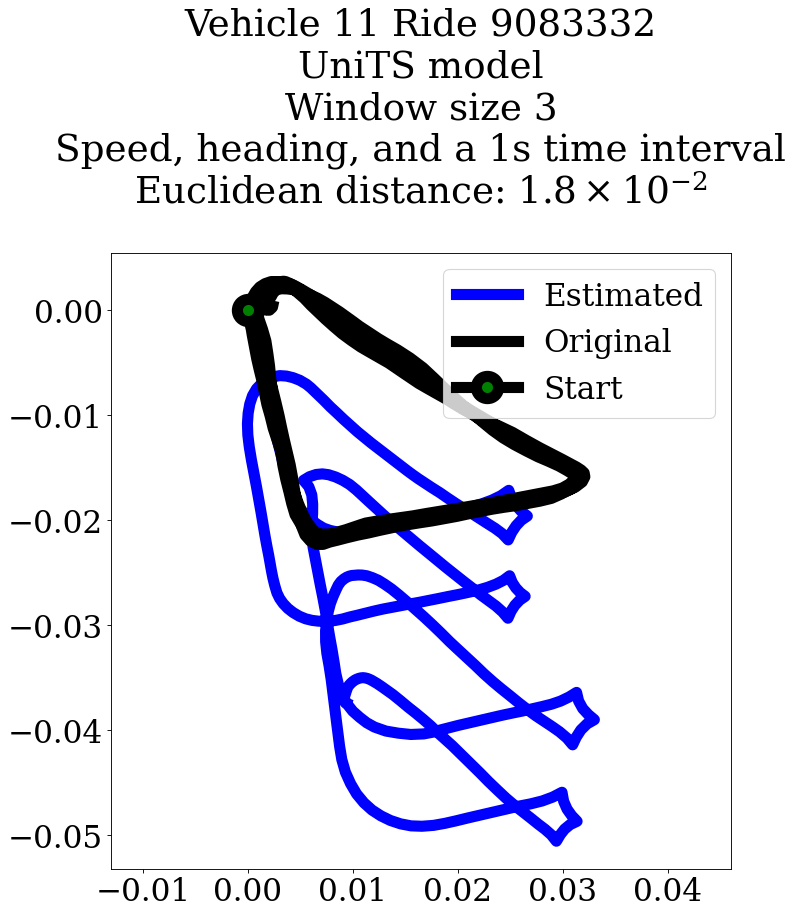 Vehicle 11 Ride 9083332
UniTS model
Window size 3
Speed, heading, and a 1s time interval
Euclidean distance: 1.8 × 10⁻²
Estimated
Original
Start
0.00
−0.01
−0.02
−0.03
−0.04
−0.05
−0.01 0.00 0.01 0.02 0.03 0.04